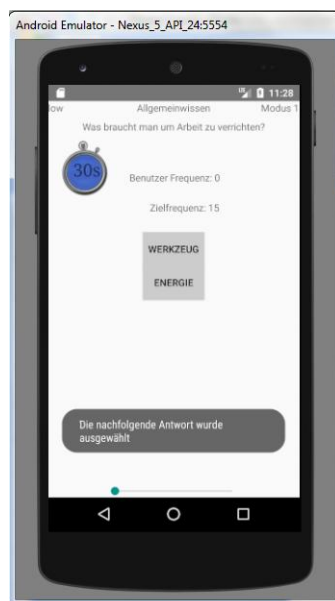 Android Emulator - Nexus_5_API_24:5554
LTE 11:28
low Allgemeinwissen Modus 1
Was braucht man um Arbeit zu verrichten?
30s
Benutzer Frequenz: 0
Zielfrequenz: 15
WERKZEUG
ENERGIE
Die nachfolgende Antwort wurde
ausgewählt